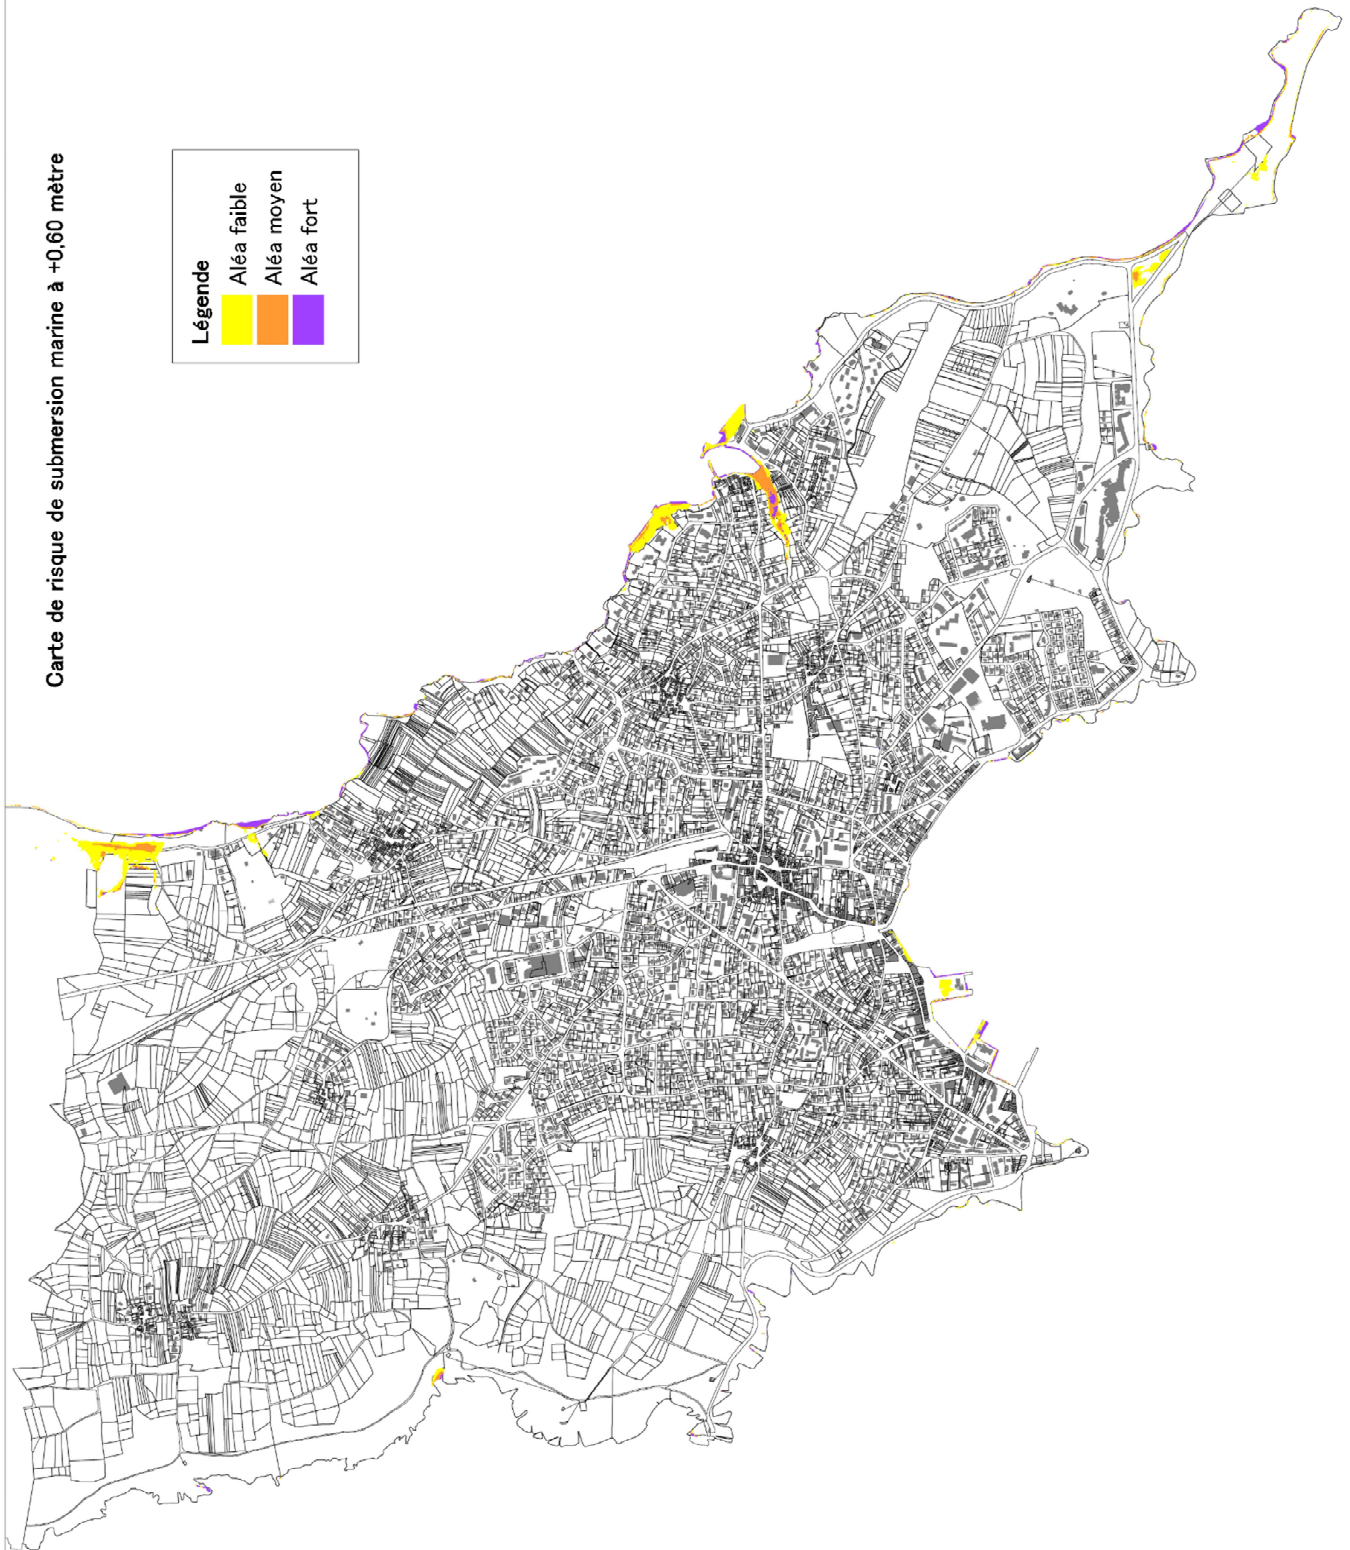 Carte de risque de submersion marine à +0,60 mètre
Légende
Aléa faible
Aléa moyen
Aléa fort